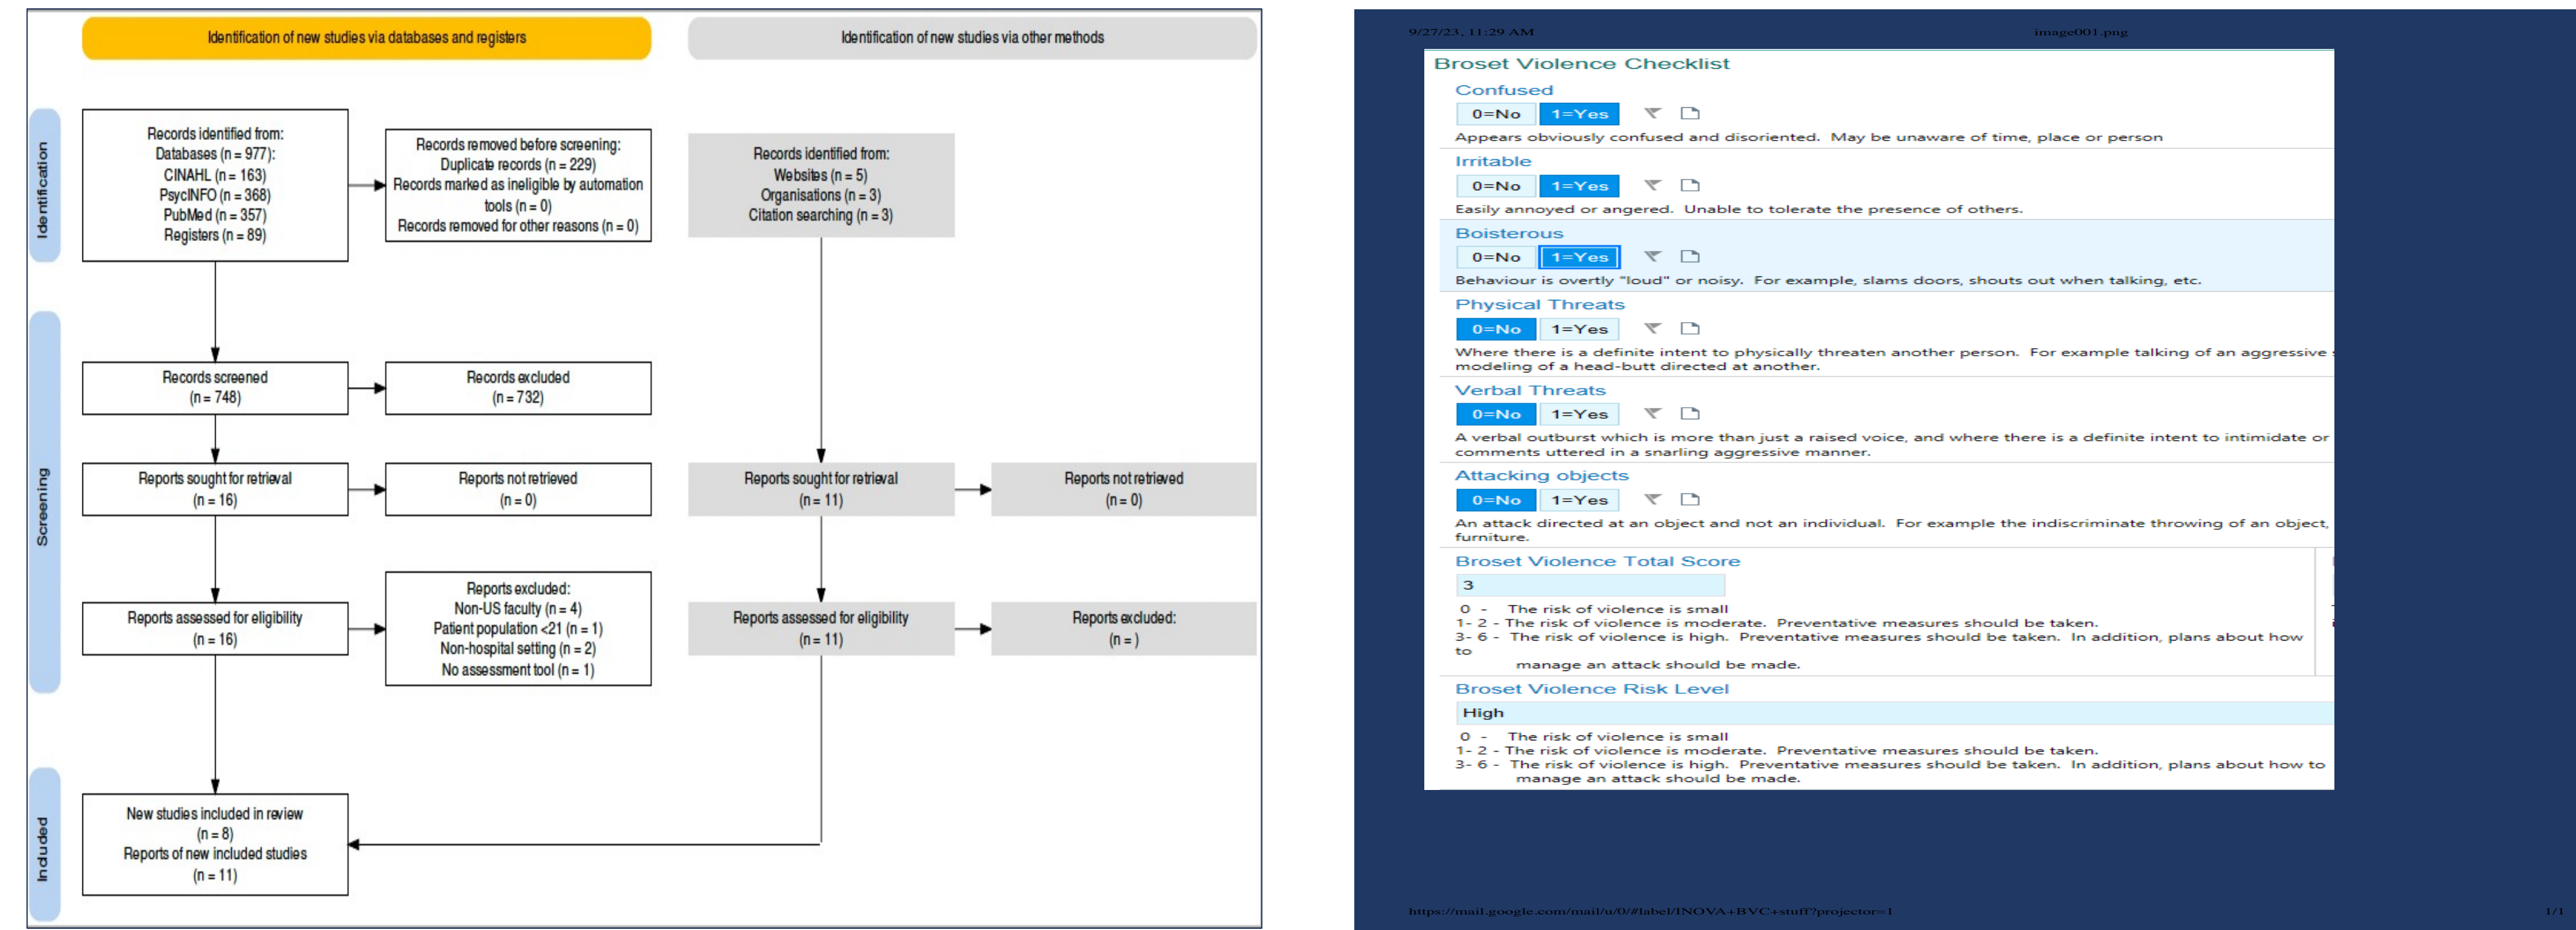 Identification of new studies via databases and registers
Identification of new studies via other methods
Identification
Records identified from:
Databases (n = 977):
CINAHL (n = 163)
PsycINFO (n = 368)
PubMed (n = 357)
Registers (n = 89)
Records removed before screening:
Duplicate records (n = 229)
Records marked as ineligible by automation
tools (n = 0)
Records removed for other reasons (n = 0)
Records identified from:
Websites (n = 5)
Organisations (n = 3)
Citation searching (n = 3)
Screening
Records screened
(n = 748)
Records excluded
(n = 732)
Reports sought for retrieval
(n = 16)
Reports not retrieved
(n = 0)
Reports sought for retrieval
(n = 11)
Reports not retrieved
(n = 0)
Reports assessed for eligibility
(n = 16)
Reports excluded:
Non-US faculty (n = 4)
Patient population <21 (n = 1)
Non-hospital setting (n = 2)
No assessment tool (n = 1)
Reports assessed for eligibility
(n = 11)
Reports excluded:
(n = )
Included
New studies included in review
(n = 8)
Reports of new included studies
(n = 11)
9/27/23, 11:29 AM
image001.png
Broset Violence Checklist
Confused
0=No 1=Yes
Appears obviously confused and disoriented. May be unaware of time, place or person
Irritable
0=No 1=Yes
Easily annoyed or angered. Unable to tolerate the presence of others.
Boisterous
0=No 1=Yes
Behaviour is overtly "loud" or noisy. For example, slams doors, shouts out when talking, etc.
Physical Threats
0=No 1=Yes
Where there is a definite intent to physically threaten another person. For example talking of an aggressive
modeling of a head-butt directed at another.
Verbal Threats
0=No 1=Yes
A verbal outburst which is more than just a raised voice, and where there is a definite intent to intimidate or
comments uttered in a snarling aggressive manner.
Attacking objects
0=No 1=Yes
An attack directed at an object and not an individual. For example the indiscriminate throwing of an object,
furniture.
Broset Violence Total Score
3
0 - The risk of violence is small
1- 2 - The risk of violence is moderate. Preventative measures should be taken.
3- 6 - The risk of violence is high. Preventative measures should be taken. In addition, plans about how
to
manage an attack should be made.
Broset Violence Risk Level
High
0 - The risk of violence is small
1- 2 - The risk of violence is moderate. Preventative measures should be taken.
3- 6 - The risk of violence is high. Preventative measures should be taken. In addition, plans about how to
manage an attack should be made.
https://mail.google.com/mail/u/0/#label/INOVA+BVC+stuff?projector=1
1/1